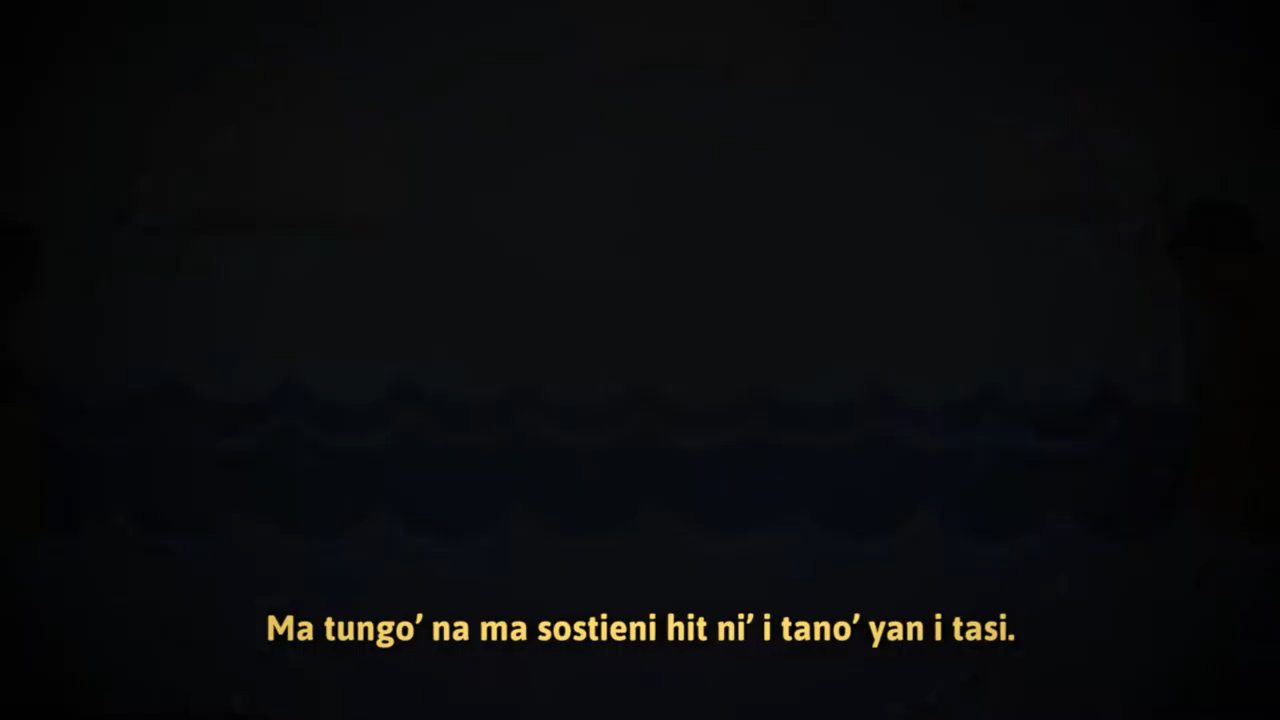 Ma tungo’ na ma sostieni hit ni’ i tano’ yan i tasi.